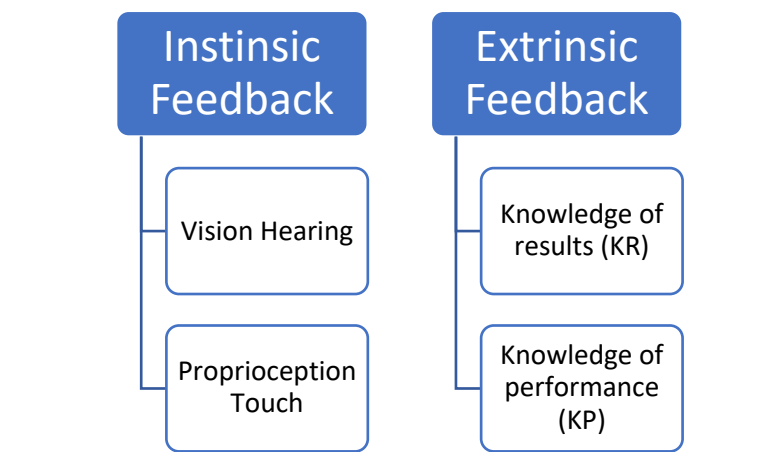 Instinsic
Feedback
Vision Hearing
Proprioception
Touch
Extrinsic
Feedback
Knowledge of
results (KR)
Knowledge of
performance
(KP)